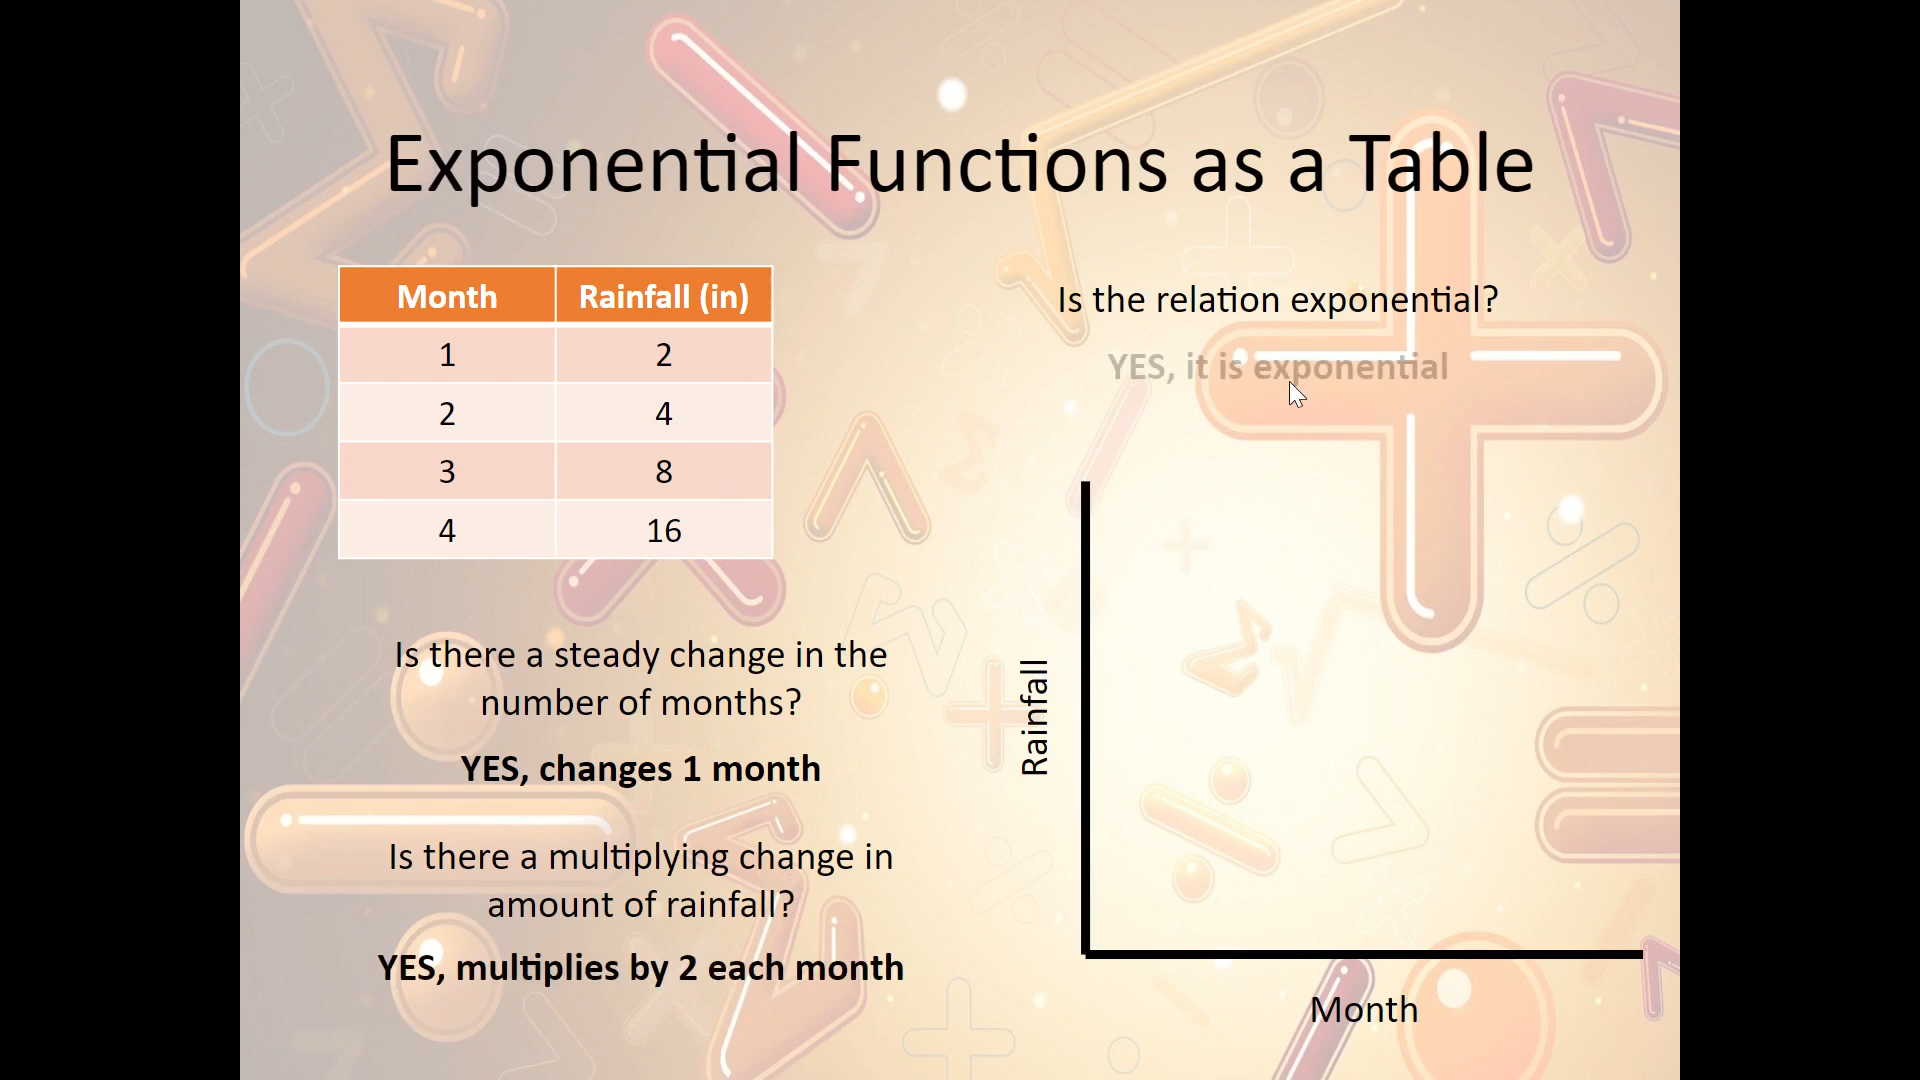 Exponential Functions as a Table
Month Rainfall (in)
1 2
2 4
3 8
4 16
Is there a steady change in the
number of months?
YES, changes 1 month
Is there a multiplying change in
amount of rainfall?
YES, multiplies by 2 each month
Is the relation exponential?
YES, it is exponential
Rainfall
Month